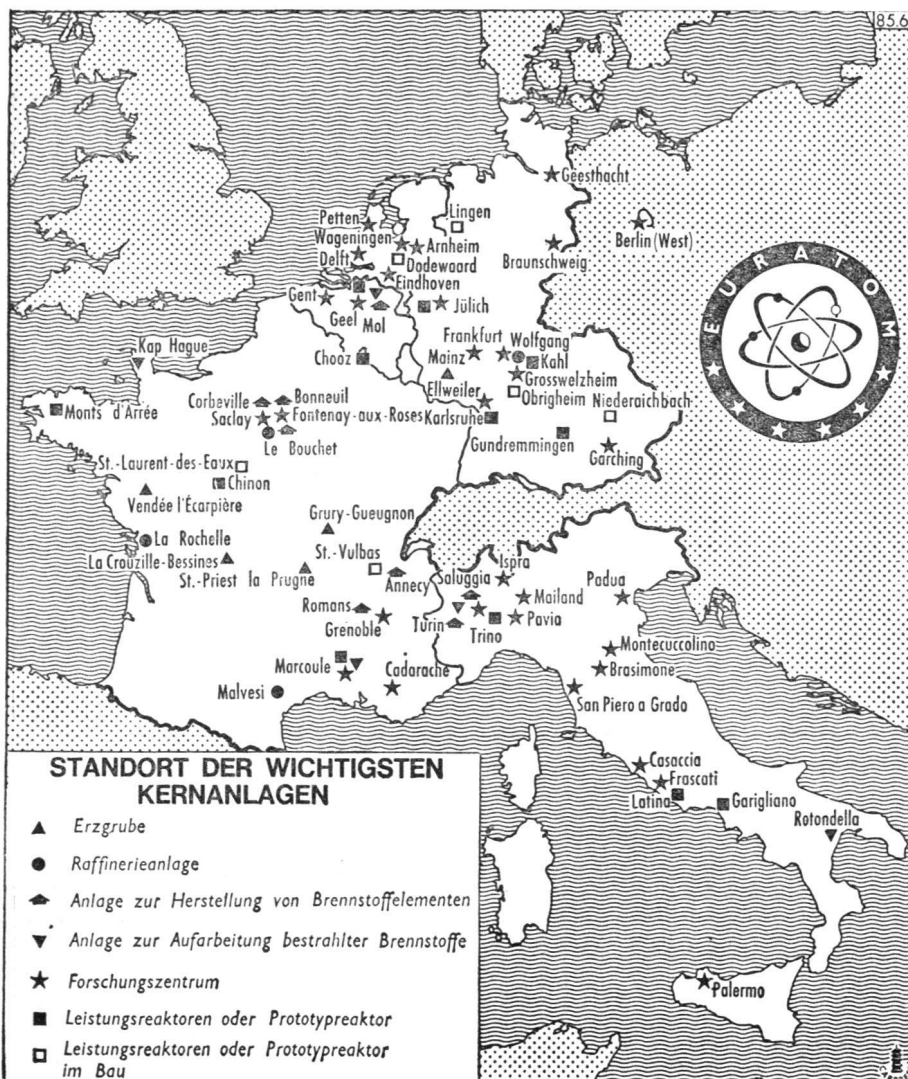 85.6
Geesthacht
Lingen
Petten
Berlin (West)
Wageningen
Arnheim
Braunschweig
Delft
Dodewaard
Eindhoven
EURATOM
Gent
Geel
Mol
Jülich
Frankfurt
Wolfgang
Kap Hague
Chooz
Mainz
Kahl
Grosswelzheim
Ellweiler
Obrigheim
Niederaichbach
Corbeville
Bonneuil
Monts d'Arrée
Saclay
Fontenay-aux-Roses
Karlsruhe
Le Bouchet
Gundremmingen
Garching
St.-Laurent-des-Eaux
Chinon
Vendée l'Écarpière
Grury-Gueugnon
La Rochelle
St.-Vulbas
La Crouzille-Bessines
Ispra
St.-Priest la Prugne
Annecy
Saluggia
Padua
Mailand
Romans
Turin
Trino
Pavia
Grenoble
Montecuccolino
Marcoule
Cadarache
Brasimone
Malvesi
San Piero a Grado
Casaccia
Frascati
Latina
Garigliano
Rotondella
Palermo
STANDORT DER WICHTIGSTEN
KERNANLAGEN
Erzgrube
Raffinerieanlage
Anlage zur Herstellung von Brennstoffelementen
Anlage zur Aufarbeitung bestrahlter Brennstoffe
Forschungszentrum
Leistungsreaktoren oder Prototypreaktor
Leistungsreaktoren oder Prototypreaktor
im Bau